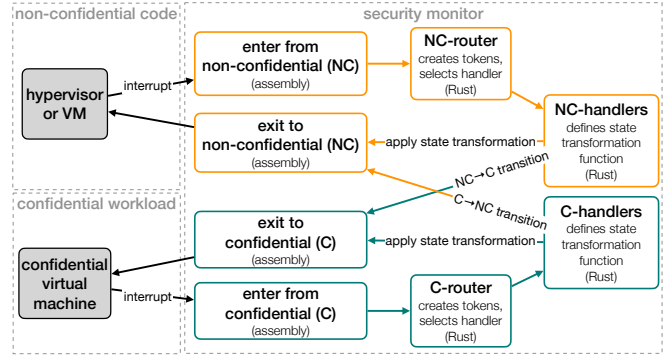 non-confidential code
security monitor
hypervisor
or VM
interrupt
enter from
non-confidential (NC)
(assembly)
NC-router
creates tokens,
selects handler
(Rust)
exit to
non-confidential (NC)
(assembly)
apply state transformation
NC-handlers
defines state
transformation
function
(Rust)
NC→C transition
C→NC transition
confidential workload
confidential
virtual
machine
interrupt
exit to
confidential (C)
(assembly)
apply state transformation
C-handlers
defines state
transformation
function
(Rust)
enter from
confidential (C)
(assembly)
C-router
creates tokens,
selects handler
(Rust)